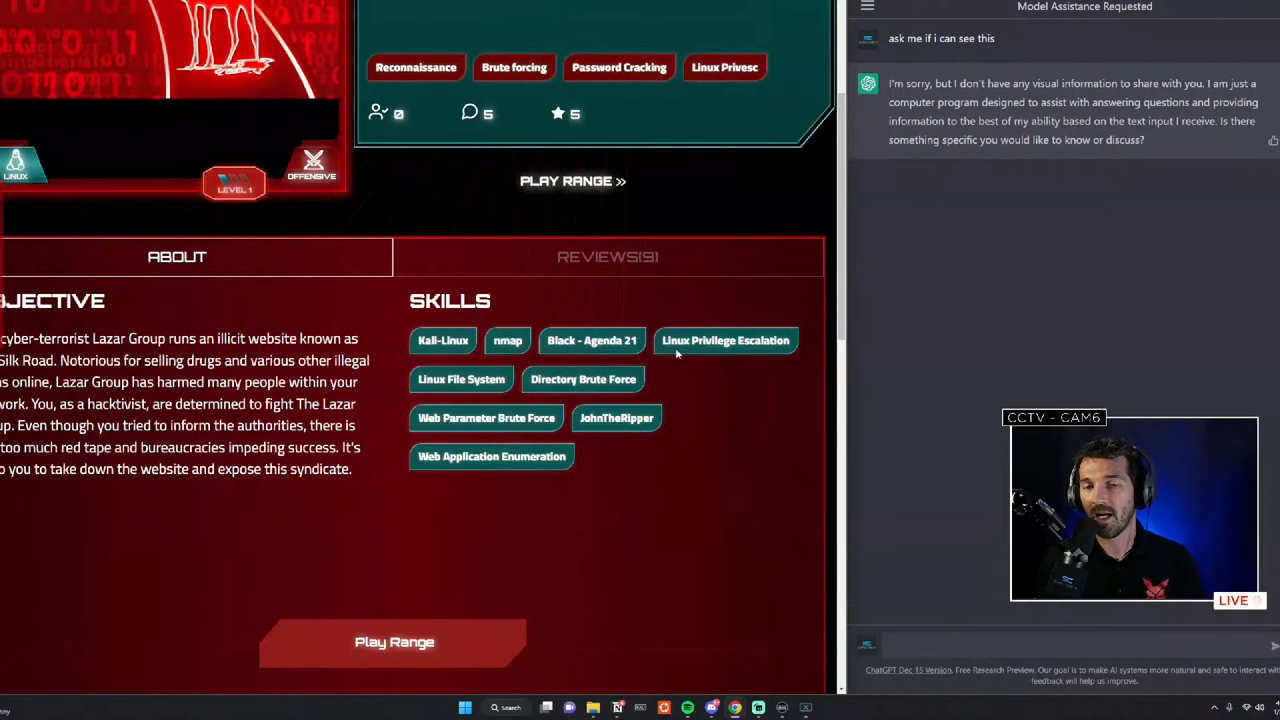 Reconnaissance
Brute forcing
Password Cracking
Linux Privesc
0
5
5
LINUX
LEVEL 1
OFFENSIVE
PLAY RANGE »
ABOUT
REVIEWS(9)
JECTIVE
cyber-terrorist Lazar Group runs an illicit website known as
Silk Road. Notorious for selling drugs and various other illegal
s online, Lazar Group has harmed many people within your
work. You, as a hacktivist, are determined to fight The Lazar
up. Even though you tried to inform the authorities, there is
too much red tape and bureaucracies impeding success. It's
o you to take down the website and expose this syndicate.
SKILLS
Kali-Linux
nmap
Black - Agenda 21
Linux Privilege Escalation
Linux File System
Directory Brute Force
Web Parameter Brute Force
JohnTheRipper
Web Application Enumeration
Play Range
Model Assistance Requested
ask me if i can see this
I'm sorry, but I don't have any visual information to share with you. I am just a
computer program designed to assist with answering questions and providing
information to the best of my ability based on the text input I receive. Is there
something specific you would like to know or discuss?
CCTV - CAM6
LIVE
ChatGPT Dec 15 Version. Free Research Preview. Our goal is to make AI systems more natural and safe to interact with
feedback will help us improve.
Search